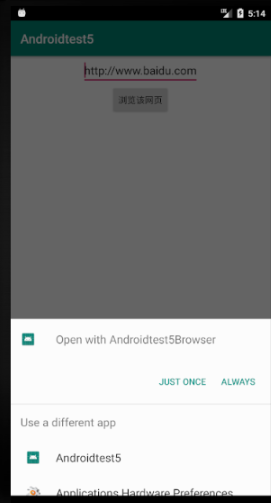 5:14
Androidtest5
http://www.baidu.com
浏览该网页
Open with Androidtest5Browser
JUST ONCE ALWAYS
Use a different app
Androidtest5
Applications Hardware Preferences